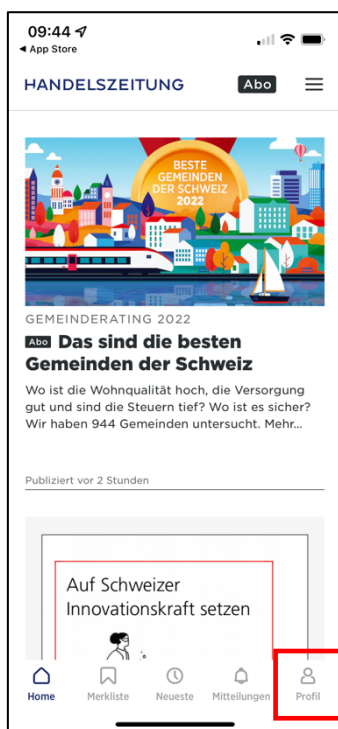 09:44
◀ App Store
HANDELSZEITUNG
Abo
BESTE
GEMEINDEN
DER SCHWEIZ
2022
GEMEINDERATING 2022
Abo Das sind die besten
Gemeinden der Schweiz
Wo ist die Wohnqualität hoch, die Versorgung
gut und sind die Steuern tief? Wo ist es sicher?
Wir haben 944 Gemeinden untersucht. Mehr...
Publiziert vor 2 Stunden
Auf Schweizer
Innovationskraft setzen
Home Merkliste Neueste Mitteilungen Profil